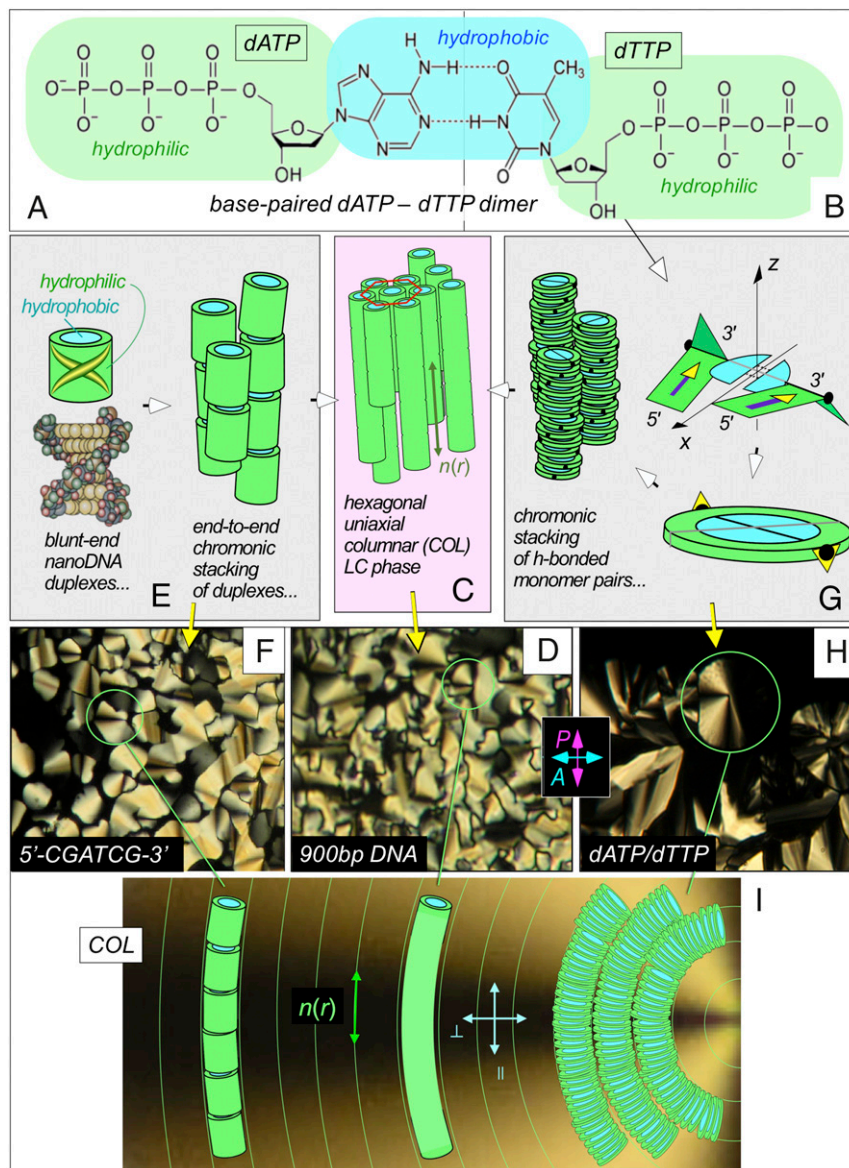 dATP
hydrophobic
dTTP
H
N H O CH₃
O O O
⁻O P O P O P O
O⁻ O⁻ O⁻
N N
N N
H N
N O
O
O P O P O P O
O O O
O⁻ O⁻ O⁻
hydrophilic
OH
O
OH
hydrophilic
A
base-paired dATP – dTTP dimer
B
hydrophilic
hydrophobic
blunt-end
nanoDNA
duplexes...
E
end-to-end
chromonic
stacking
of duplexes...
n(r)
hexagonal
uniaxial
columnar (COL)
LC phase
C
chromonic
stacking
of h-bonded
monomer pairs...
z
3'
3'
5'
5'
x
G
F
5'-CGATCG-3'
D
900bp DNA
P
A
H
dATP/dTTP
I
COL
n(r)
⊥
||